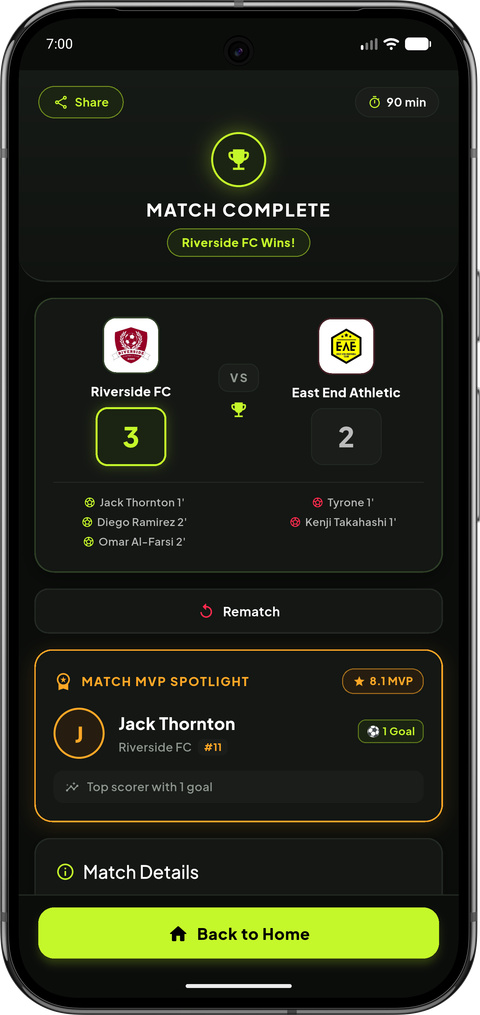 7:00
Share
90 min
MATCH COMPLETE
Riverside FC Wins!
RIVERSIDE
EAE
VS
Riverside FC
East End Athletic
3
2
Jack Thornton 1'
Diego Ramirez 2'
Omar Al-Farsi 2'
Tyrone 1'
Kenji Takahashi 1'
Rematch
MATCH MVP SPOTLIGHT
8.1 MVP
J
Jack Thornton
Riverside FC #11
1 Goal
Top scorer with 1 goal
Match Details
Back to Home